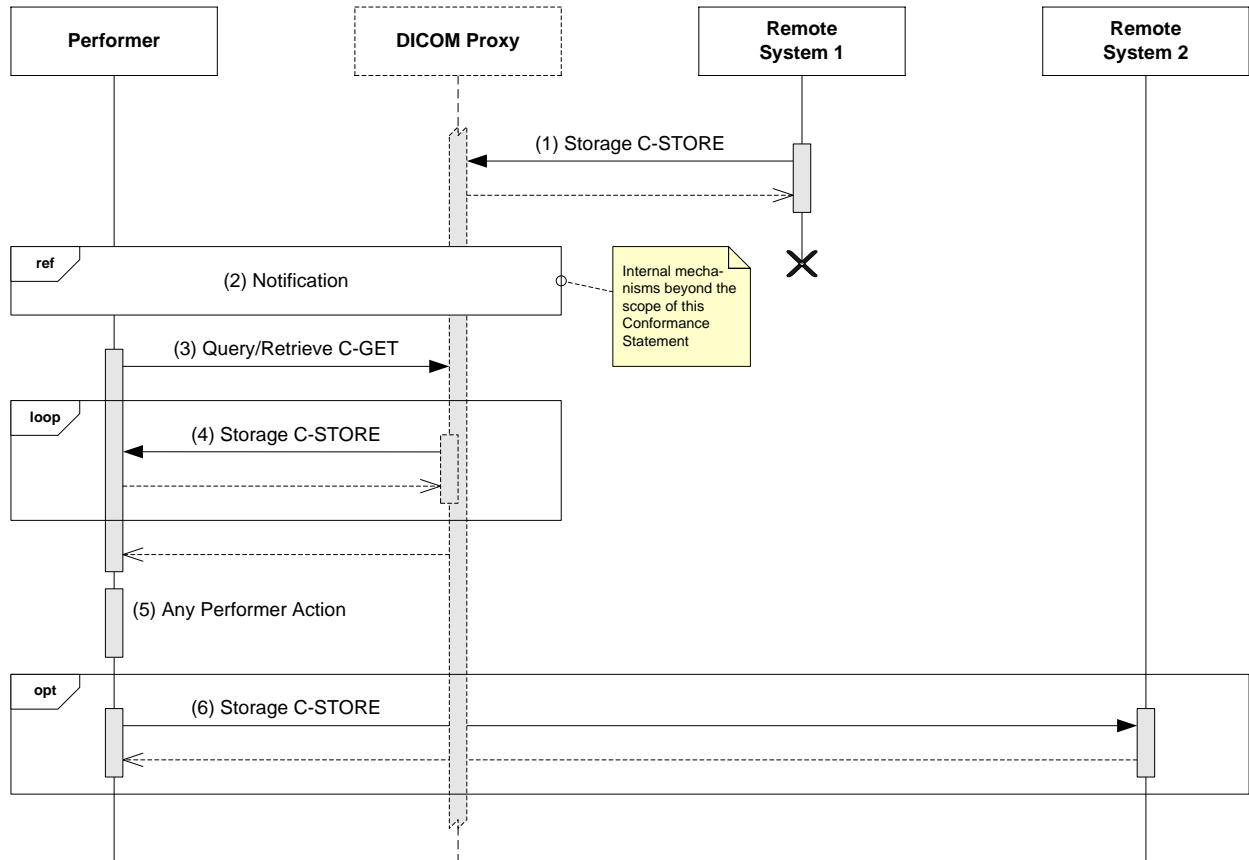 Performer
DICOM Proxy
Remote
System 1
Remote
System 2
(1) Storage C-STORE
ref
(2) Notification
Internal mecha-
nisms beyond the
scope of this
Conformance
Statement
(3) Query/Retrieve C-GET
loop
(4) Storage C-STORE
(5) Any Performer Action
opt
(6) Storage C-STORE